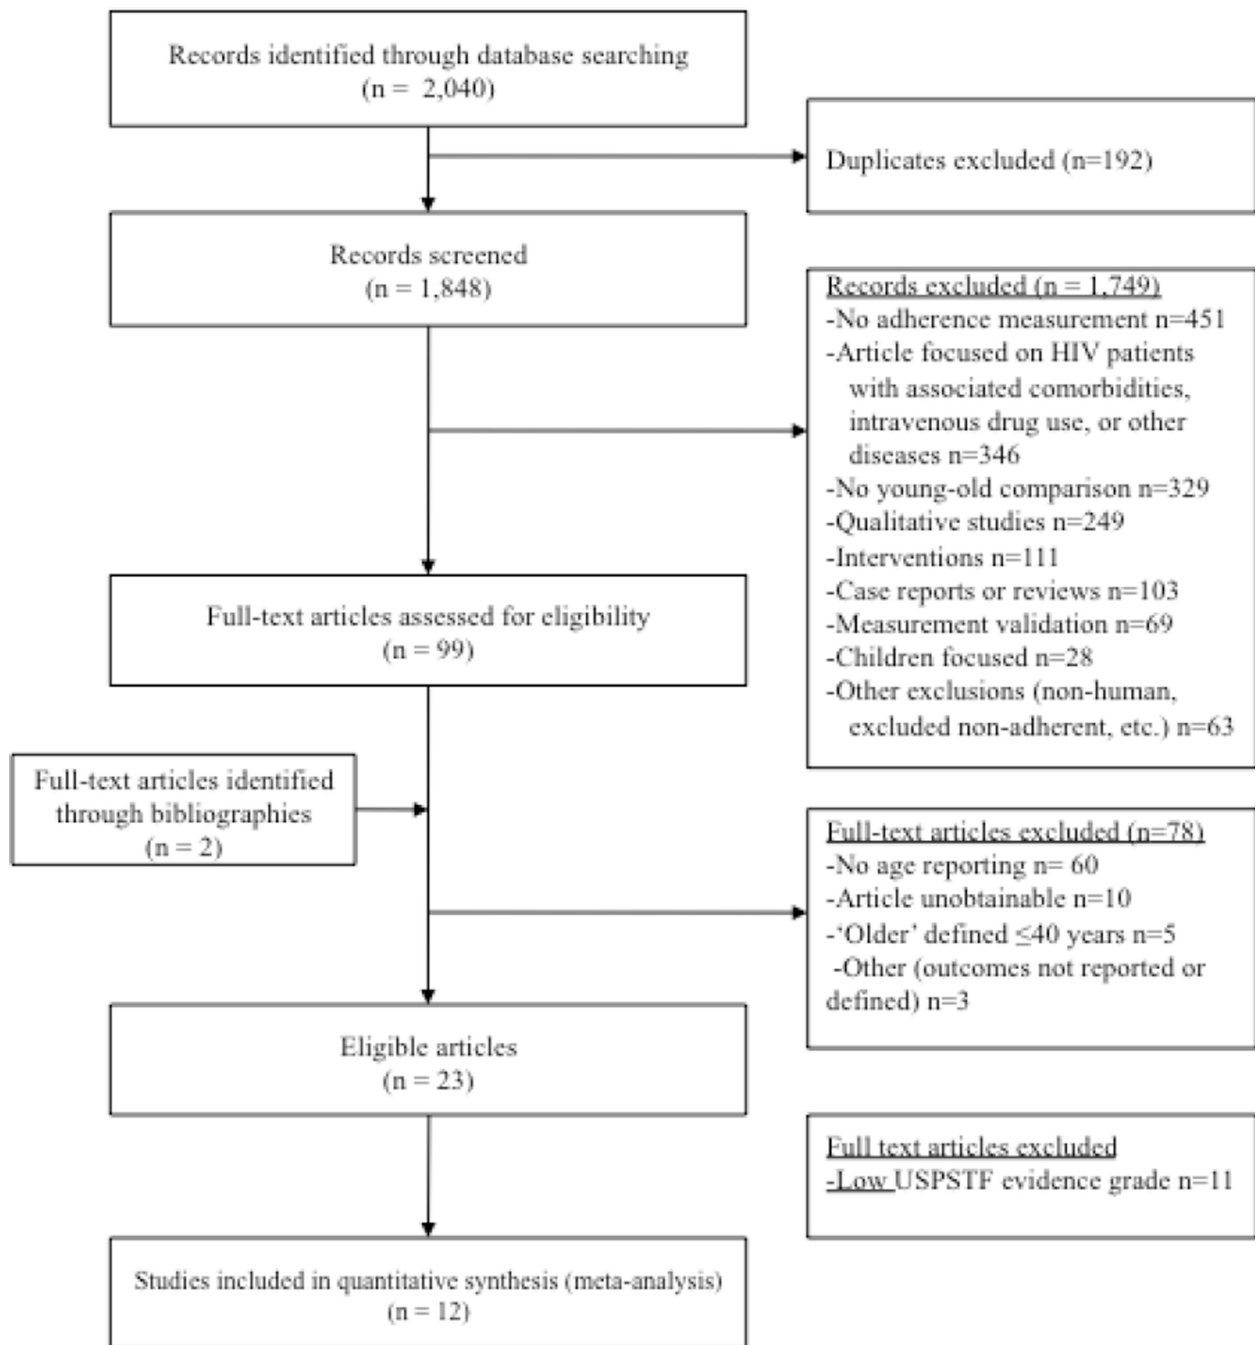 Records identified through database searching
(n = 2,040)
Duplicates excluded (n=192)
Records screened
(n = 1,848)
Records excluded (n = 1,749)
-No adherence measurement n=451
-Article focused on HIV patients
with associated comorbidities,
intravenous drug use, or other
diseases n=346
-No young-old comparison n=329
-Qualitative studies n=249
-Interventions n=111
-Case reports or reviews n=103
-Measurement validation n=69
-Children focused n=28
-Other exclusions (non-human,
excluded non-adherent, etc.) n=63
Full-text articles assessed for eligibility
(n = 99)
Full-text articles identified
through bibliographies
(n = 2)
Full-text articles excluded (n=78)
-No age reporting n= 60
-Article unobtainable n=10
-‘Older’ defined ≤40 years n=5
-Other (outcomes not reported or
defined) n=3
Eligible articles
(n = 23)
Full text articles excluded
-Low USPSTF evidence grade n=11
Studies included in quantitative synthesis (meta-analysis)
(n = 12)